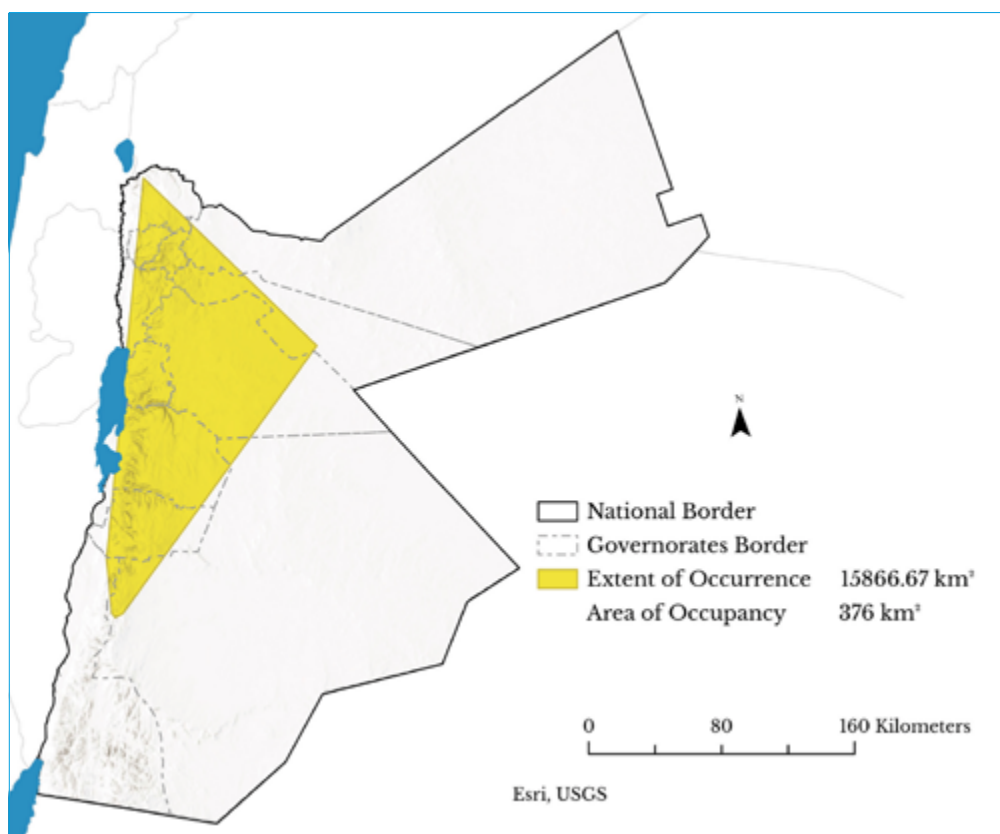 N
National Border
Governorates Border
Extent of Occurrence 15866.67 km²
Area of Occupancy 376 km²
0 80 160 Kilometers
Esri, USGS